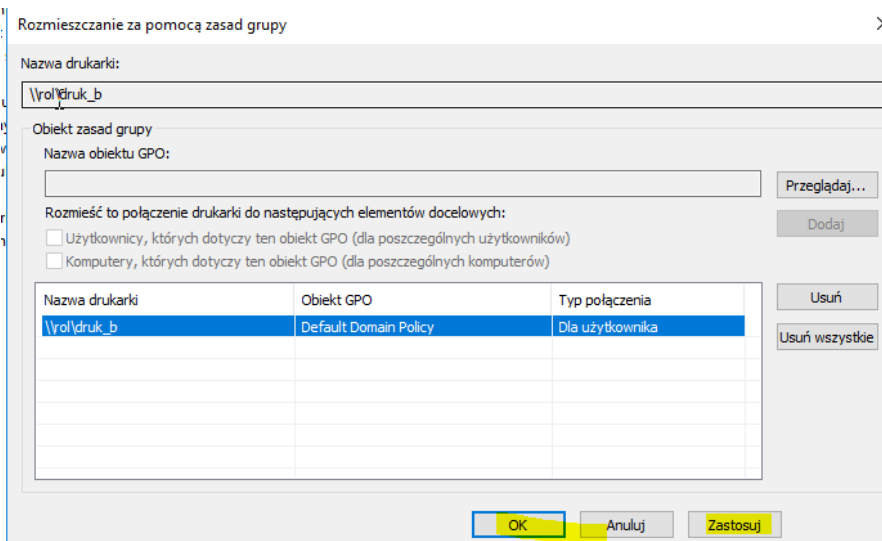 Rozmieszczanie za pomocą zasad grupy
Nazwa drukarki:
\\rol\druk_b
Obiekt zasad grupy
Nazwa obiektu GPO:
Przeglądaj...
Rozmieść to połączenie drukarki do następujących elementów docelowych:
Dodaj
Użytkownicy, których dotyczy ten obiekt GPO (dla poszczególnych użytkowników)
Komputery, których dotyczy ten obiekt GPO (dla poszczególnych komputerów)
Nazwa drukarki Obiekt GPO Typ połączenia Usuń
\\rol\druk_b Default Domain Policy Dla użytkownika
Usuń wszystkie
OK Anuluj Zastosuj